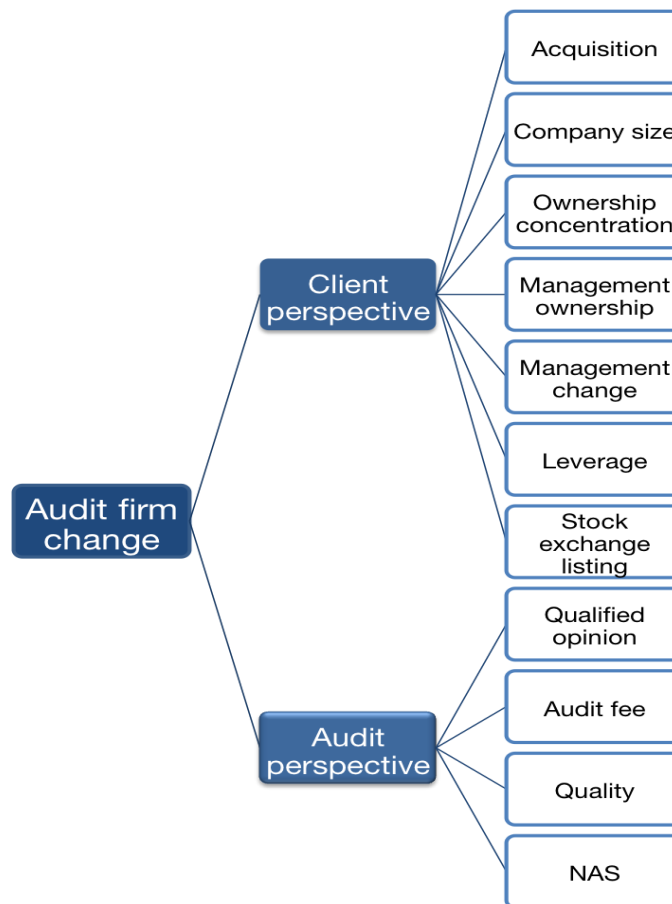 Audit firm
change
Client
perspective
Acquisition
Company size
Ownership
concentration
Management
ownership
Management
change
Leverage
Stock
exchange
listing
Audit
perspective
Qualified
opinion
Audit fee
Quality
NAS